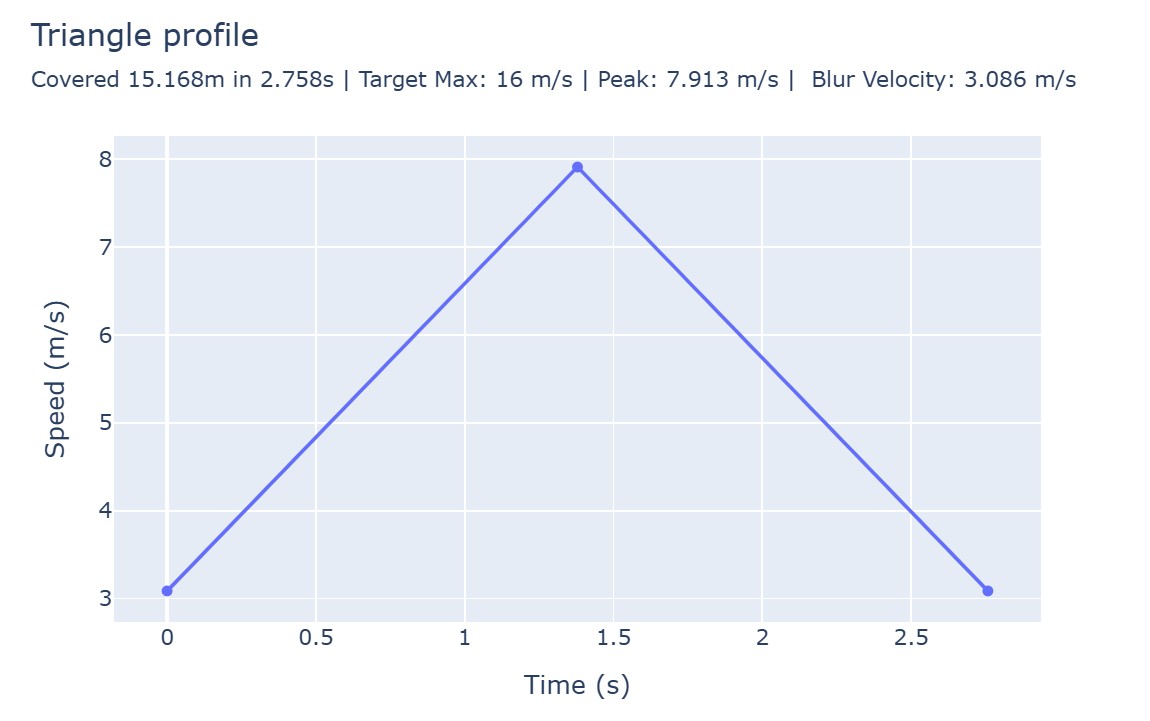 Triangle profile
Covered 15.168m in 2.758s | Target Max: 16 m/s | Peak: 7.913 m/s | Blur Velocity: 3.086 m/s
8
7
6
5
4
3
Speed (m/s)
0 0.5 1 1.5 2 2.5
Time (s)